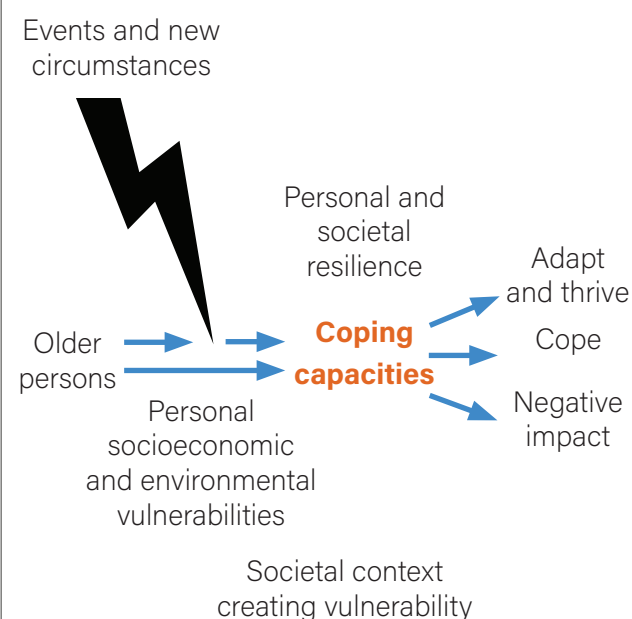 Events and new
circumstances
Personal and
societal
resilience
Adapt
and thrive
Older
persons
Coping
capacities
Cope
Negative
impact
Personal
socioeconomic
and environmental
vulnerabilities
Societal context
creating vulnerability